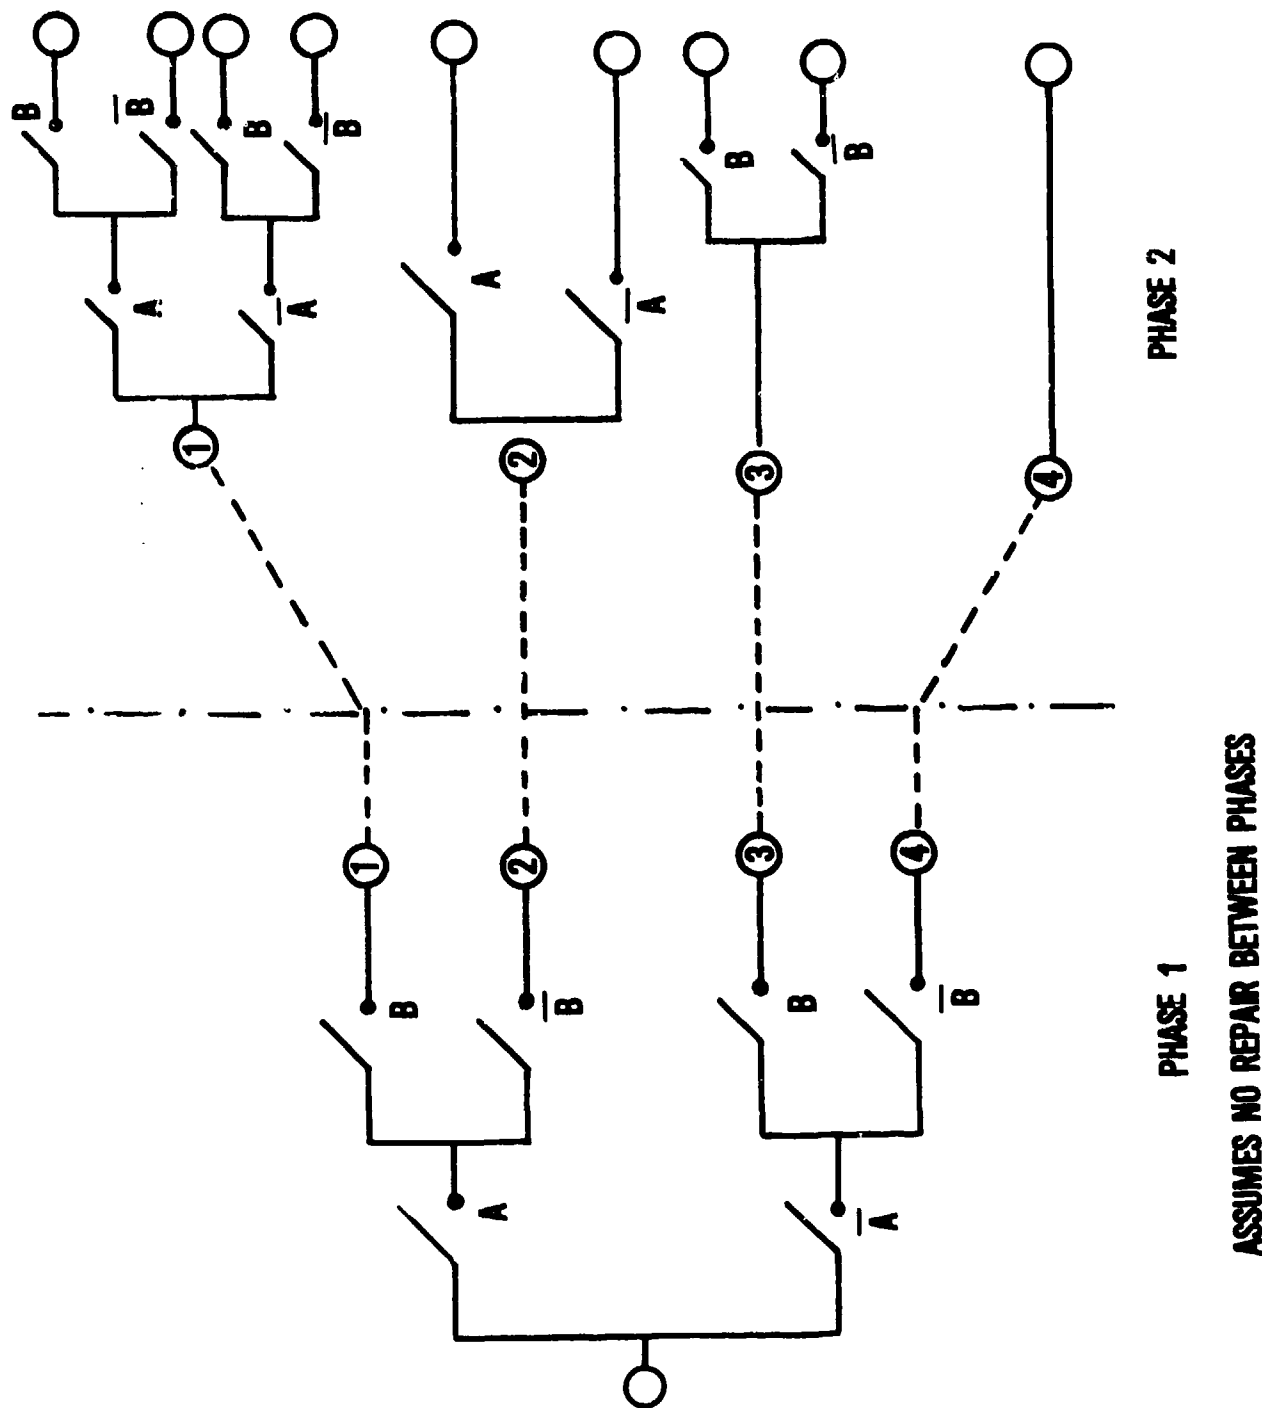 A
B
1
B̅
2
A̅
B
3
B̅
4
PHASE 1
1
A
B
B̅
A̅
B
B̅
2
A
A̅
3
B
B̅
4
PHASE 2
ASSUMES NO REPAIR BETWEEN PHASES